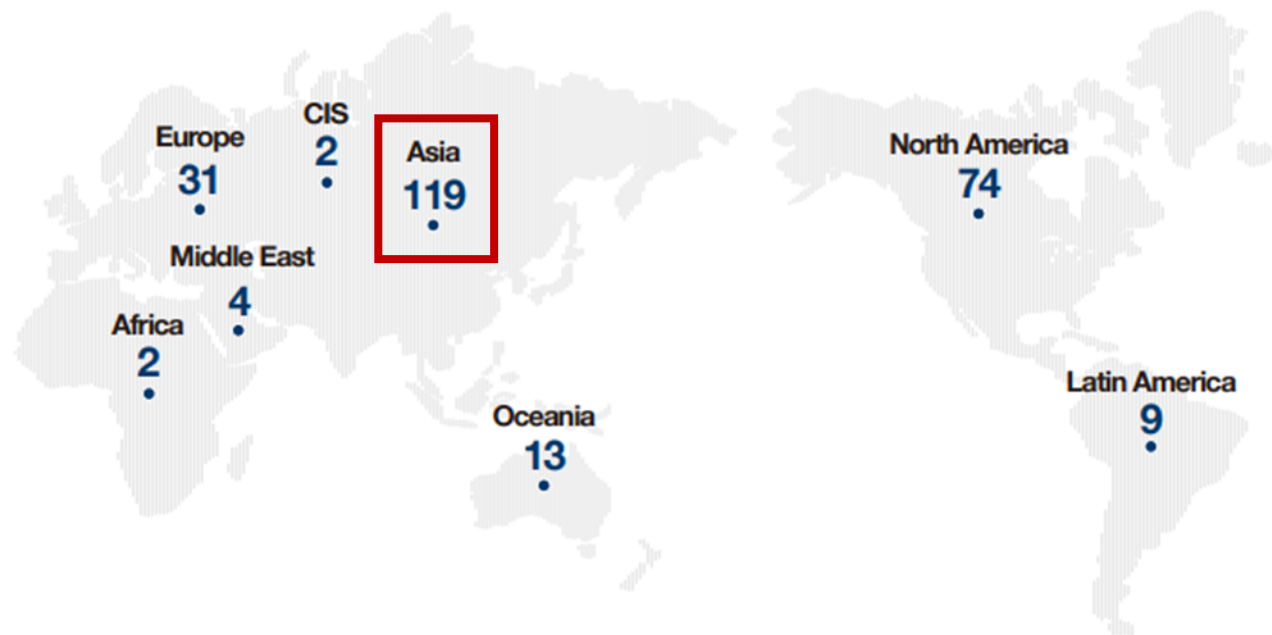 CIS
2
Europe
31
Asia
119
North America
74
Middle East
4
Africa
2
Oceania
13
Latin America
9